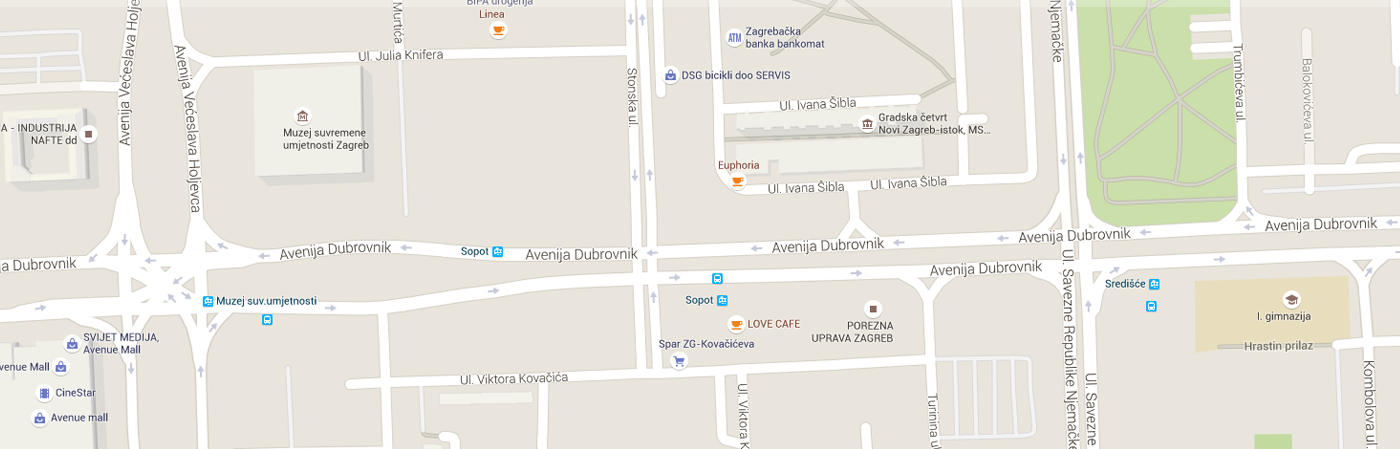 BIPA drogerija
Linea
Murtića
Avenija Većeslava Holje
Avenija Većeslava Holjevca
Ul. Julia Knifera
Stonska ul.
Zagrebačka
banka bankomat
ATM
DSG bicikli doo SERVIS
Ul. Ivana Šibla
Gradska četvrt
Novi Zagreb-istok, MS...
Njemačke
Trumbićeva ul.
Balokovićeva ul.
A - INDUSTRIJA
NAFTE dd
Muzej suvremene
umjetnosti Zagreb
Euphoria
Ul. Ivana Šibla
Ul. Ivana Šibla
a Dubrovnik
Avenija Dubrovnik
Sopot
Avenija Dubrovnik
Avenija Dubrovnik
Avenija Dubrovnik
Avenija Dubrovnik
Avenija Dubrovnik
Muzej suv.umjetnosti
Sopot
Središće
LOVE CAFE
POREZNA
UPRAVA ZAGREB
I. gimnazija
Hrastin prilaz
SVIJET MEDIJA,
Avenue Mall
venue Mall
CineStar
Avenue mall
Spar ZG-Kovačićeva
Ul. Viktora Kovačića
Ul. Viktora K
Turinina ul
Ul. Savezne Republike Njemačke
Ul. Savezne
Kombolova ul.